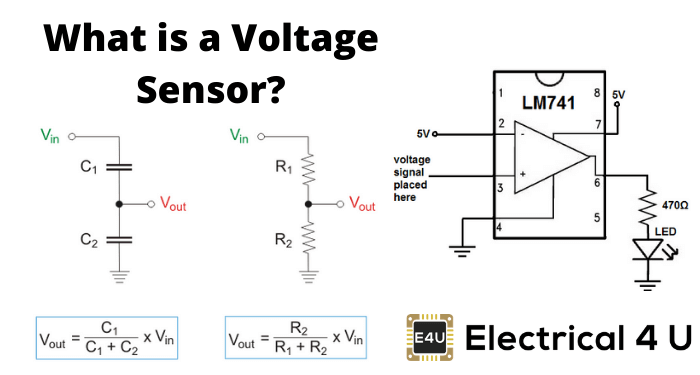 What is a Voltage
Sensor?
Vin
C1
Vout
C2
Vout = C1 / C1 + C2 x Vin
Vin
R1
Vout
R2
Vout = R2 / R1 + R2 x Vin
LM741
1
8
5V
2
7
5V
voltage
signal
placed
here
-
+
3
6
4
5
470Ω
LED
E4U
Electrical 4 U